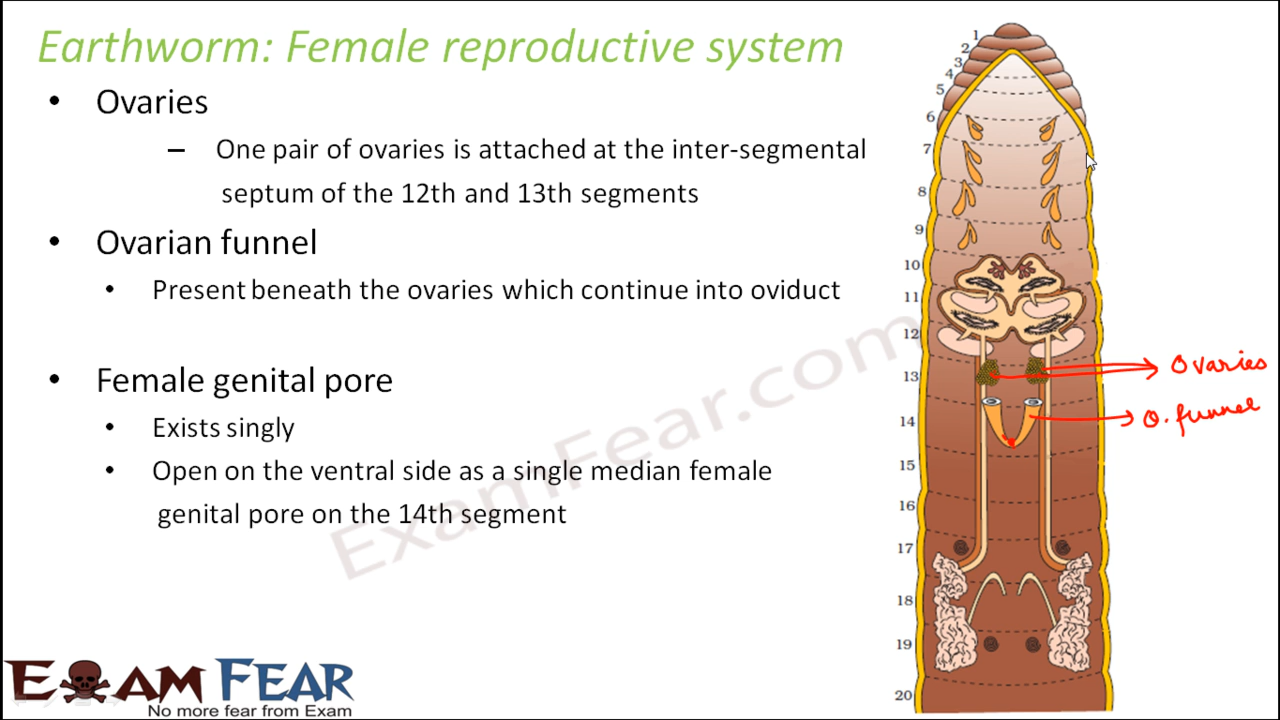 Earthworm: Female reproductive system
• Ovaries
– One pair of ovaries is attached at the inter-segmental
septum of the 12th and 13th segments
• Ovarian funnel
• Present beneath the ovaries which continue into oviduct
• Female genital pore
• Exists singly
• Open on the ventral side as a single median female
genital pore on the 14th segment
1
2
3
4
5
6
7
8
9
10
11
12
13
14
15
16
17
18
19
20
Ovaries
O. funnel
ExamFear.com
EXAM FEAR
No more fear from Exam